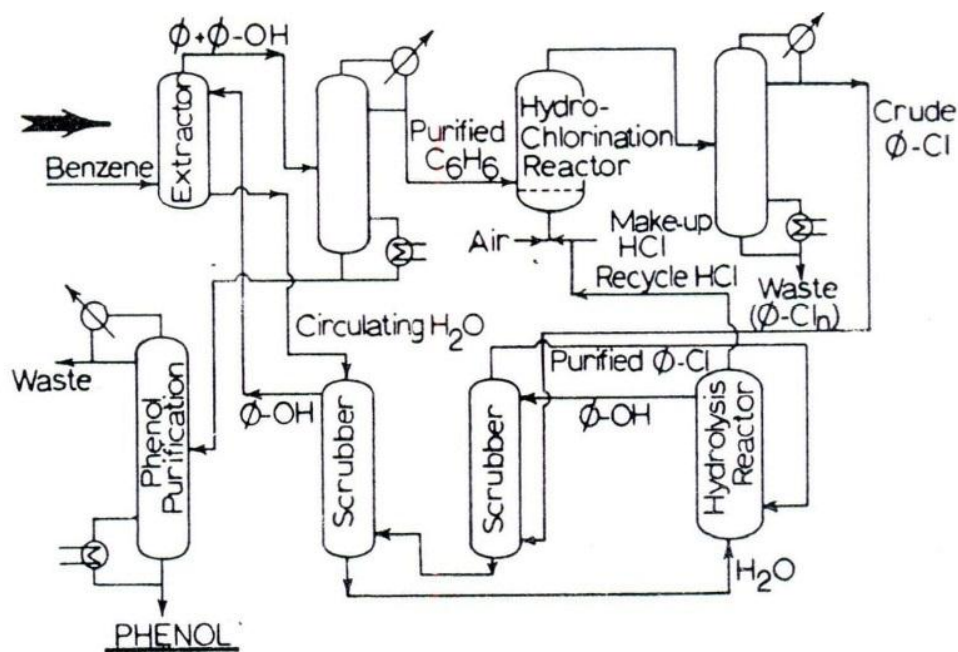 Φ+Φ-OH
Extractor
Benzene
Purified
C₆H₆
Hydro-
Chlorination
Reactor
Crude
Φ-Cl
Air
Make-up
HCl
Recycle HCl
Waste
(Φ-Clₙ)
Circulating H₂O
Purified Φ-Cl
Waste
Φ-OH
Φ-OH
Phenol
Purification
Scrubber
Scrubber
Hydrolysis
Reactor
H₂O
PHENOL